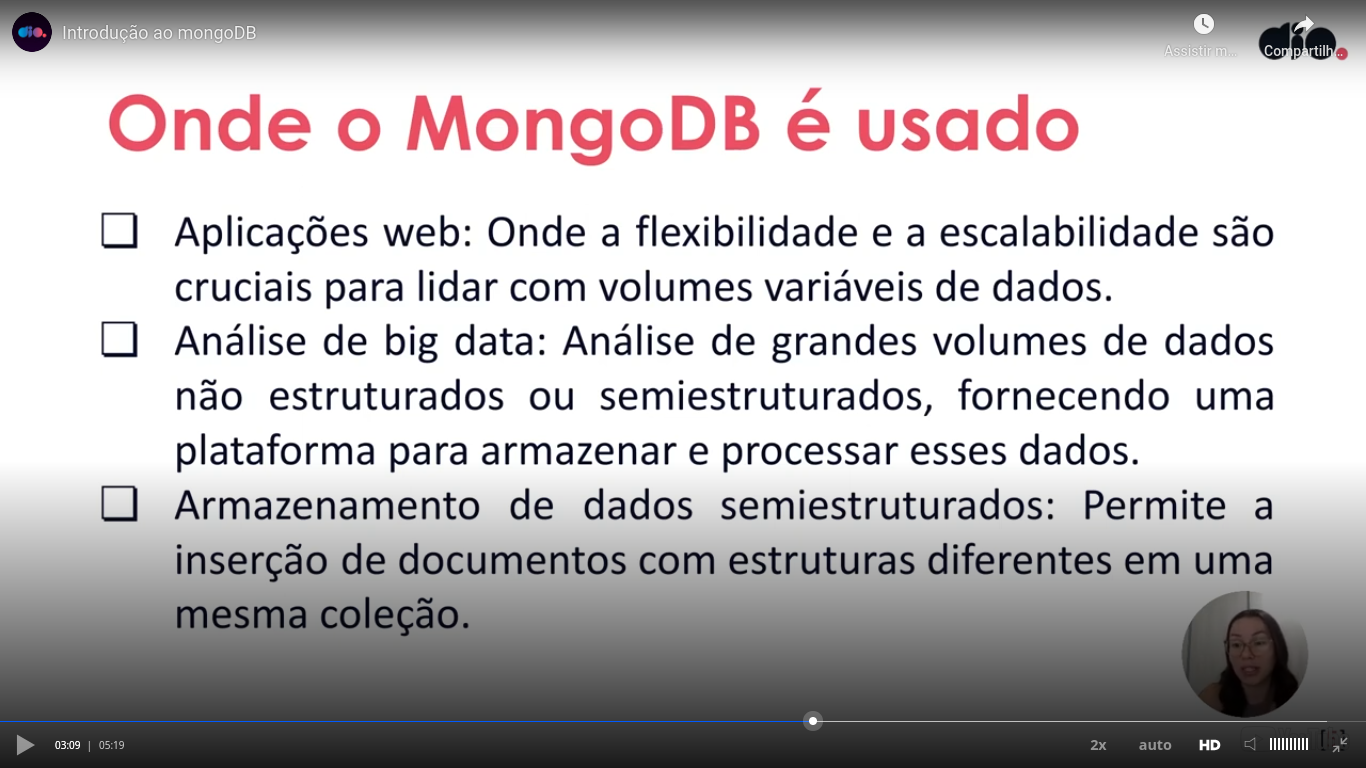 Introdução ao mongoDB
Assistir m...
Compartilh...
dio.
Onde o MongoDB é usado
Aplicações web: Onde a flexibilidade e a escalabilidade são
cruciais para lidar com volumes variáveis de dados.
Análise de big data: Análise de grandes volumes de dados
não estruturados ou semiestruturados, fornecendo uma
plataforma para armazenar e processar esses dados.
Armazenamento de dados semiestruturados: Permite a
inserção de documentos com estruturas diferentes em uma
mesma coleção.
03:09 | 05:19
2x auto HD